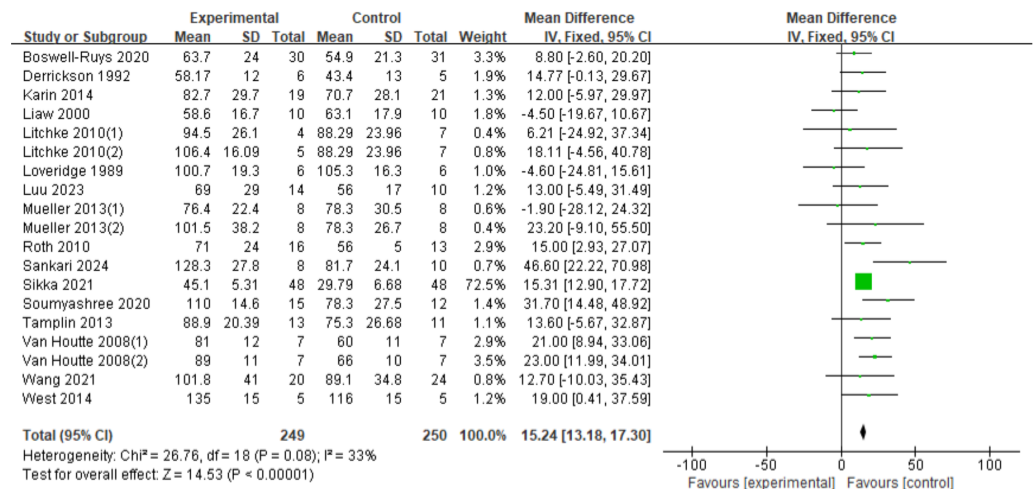 Experimental Control Mean Difference Mean Difference
Study or Subgroup Mean SD Total Mean SD Total Weight IV, Fixed, 95% CI IV, Fixed, 95% CI
Boswell-Ruys 2020 63.7 24 30 54.9 21.3 31 3.3% 8.80 [-2.60, 20.20]
Derrickson 1992 58.17 12 6 43.4 13 5 1.9% 14.77 [-0.13, 29.67]
Karin 2014 82.7 29.7 19 70.7 28.1 21 1.3% 12.00 [-5.97, 29.97]
Liaw 2000 58.6 16.7 10 63.1 17.9 10 1.8% -4.50 [-19.67, 10.67]
Litchke 2010(1) 94.5 26.1 4 88.29 23.96 7 0.4% 6.21 [-24.92, 37.34]
Litchke 2010(2) 106.4 16.09 5 88.29 23.96 7 0.8% 18.11 [-4.56, 40.78]
Loveridge 1989 100.7 19.3 6 105.3 16.3 6 1.0% -4.60 [-24.81, 15.61]
Luu 2023 69 29 14 56 17 10 1.2% 13.00 [-5.49, 31.49]
Mueller 2013(1) 76.4 22.4 8 78.3 30.5 8 0.6% -1.90 [-28.12, 24.32]
Mueller 2013(2) 101.5 38.2 8 78.3 26.7 8 0.4% 23.20 [-9.10, 55.50]
Roth 2010 71 24 16 56 5 13 2.9% 15.00 [2.93, 27.07]
Sankari 2024 128.3 27.8 8 81.7 24.1 10 0.7% 46.60 [22.22, 70.98]
Sikka 2021 45.1 5.31 48 29.79 6.68 48 72.5% 15.31 [12.90, 17.72]
Soumyashree 2020 110 14.6 15 78.3 27.5 12 1.4% 31.70 [14.48, 48.92]
Tamplin 2013 88.9 20.39 13 75.3 26.68 11 1.1% 13.60 [-5.67, 32.87]
Van Houtte 2008(1) 81 12 7 60 11 7 2.9% 21.00 [8.94, 33.06]
Van Houtte 2008(2) 89 11 7 66 10 7 3.5% 23.00 [11.99, 34.01]
Wang 2021 101.8 41 20 89.1 34.8 24 0.8% 12.70 [-10.03, 35.43]
West 2014 135 15 5 116 15 5 1.2% 19.00 [0.41, 37.59]
Total (95% CI) 249 250 100.0% 15.24 [13.18, 17.30]
Heterogeneity: Chi² = 26.76, df = 18 (P = 0.08); I² = 33%
Test for overall effect: Z = 14.53 (P < 0.00001)
-100 -50 0 50 100
Favours [experimental] Favours [control]